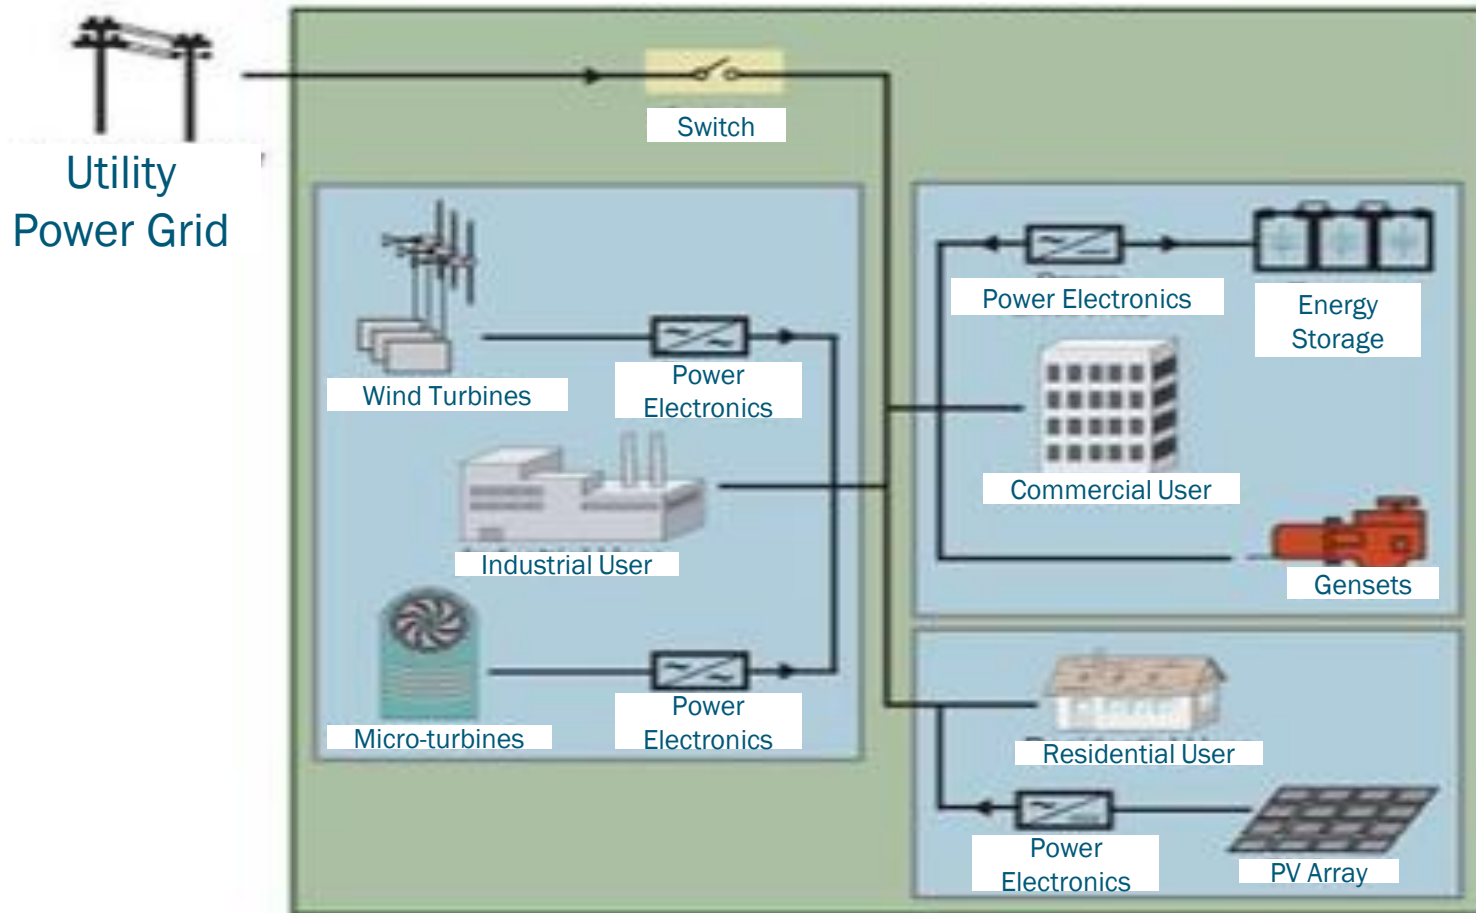 Utility
Power Grid
Switch
Wind Turbines
Power
Electronics
Industrial User
Micro-turbines
Power
Electronics
Power Electronics
Energy
Storage
Commercial User
Gensets
Residential User
Power
Electronics
PV Array